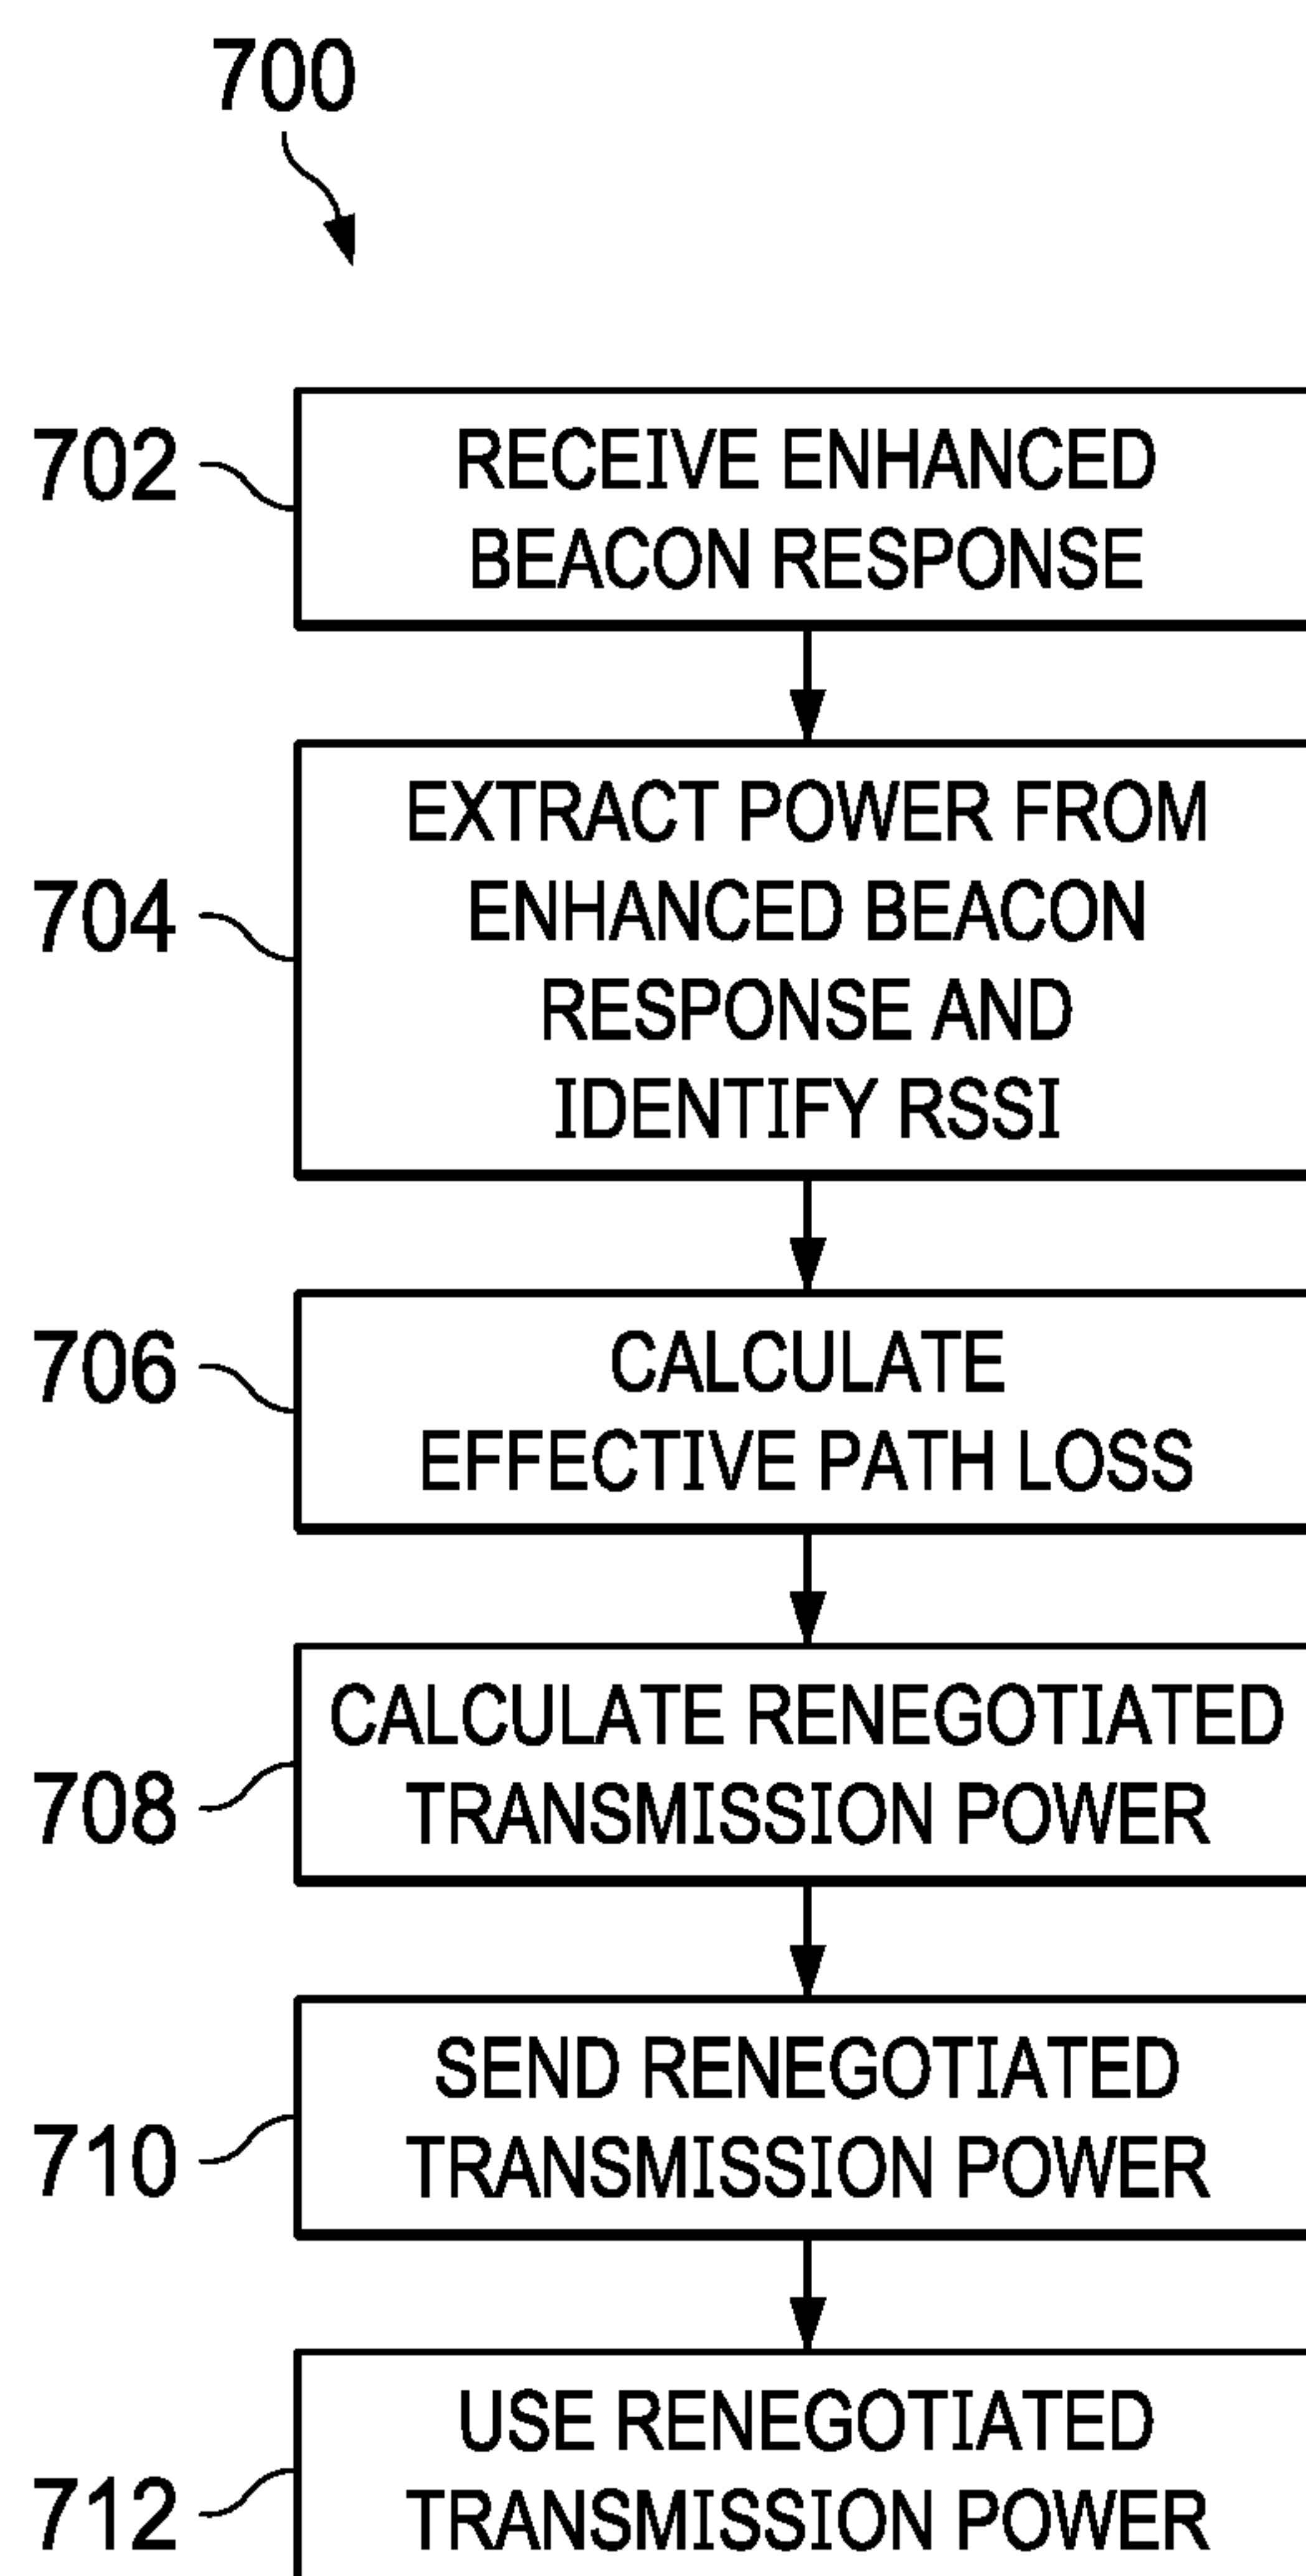 700
702
RECEIVE ENHANCED
BEACON RESPONSE
704
EXTRACT POWER FROM
ENHANCED BEACON
RESPONSE AND
IDENTIFY RSSI
706
CALCULATE
EFFECTIVE PATH LOSS
708
CALCULATE RENEGOTIATED
TRANSMISSION POWER
710
SEND RENEGOTIATED
TRANSMISSION POWER
712
USE RENEGOTIATED
TRANSMISSION POWER